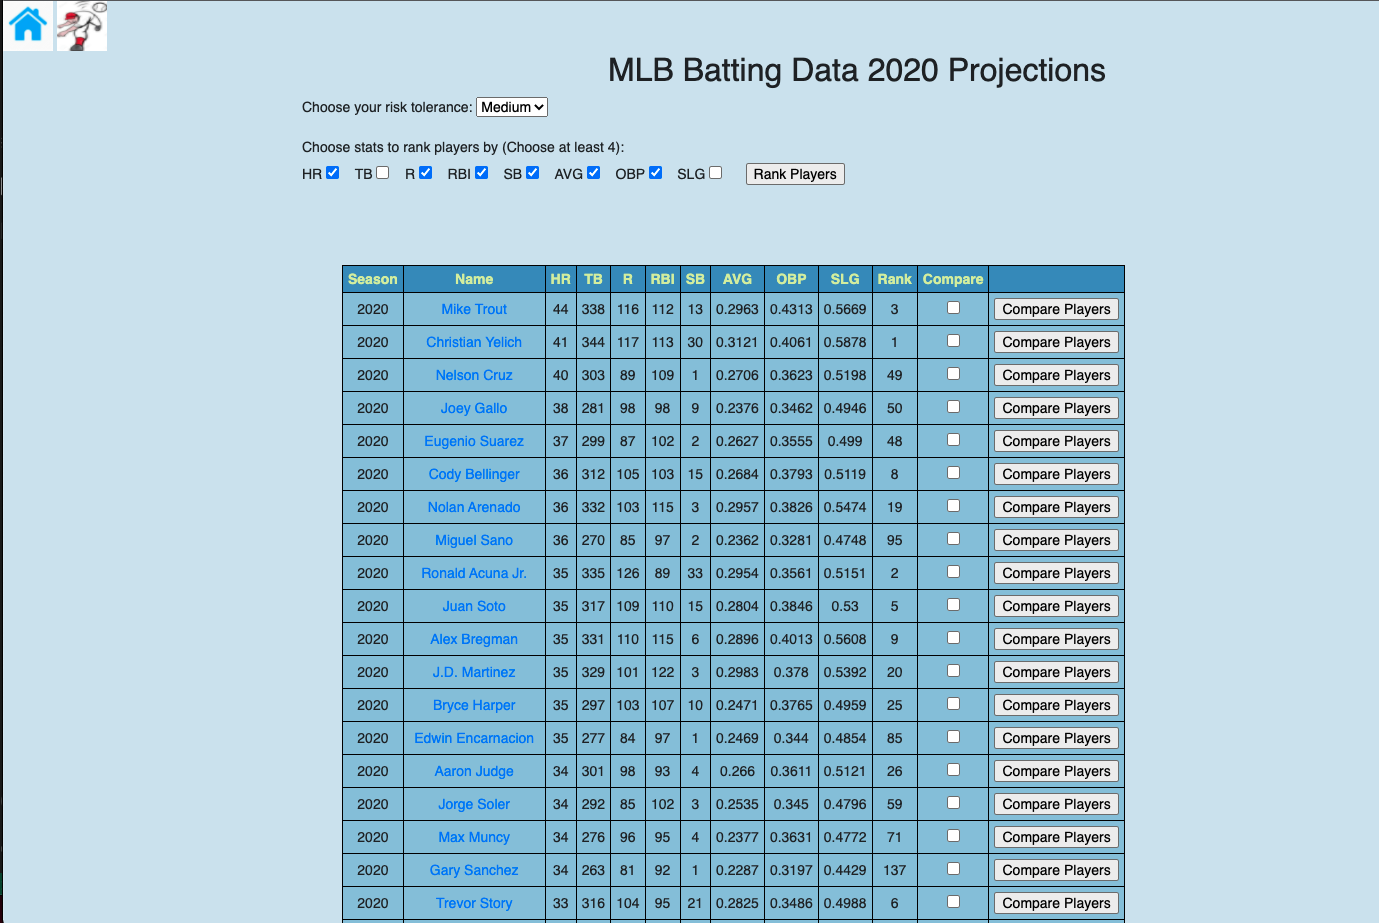 MLB Batting Data 2020 Projections
Choose your risk tolerance: Medium
Choose stats to rank players by (Choose at least 4):
HR TB R RBI SB AVG OBP SLG Rank Players
Season Name HR TB R RBI SB AVG OBP SLG Rank Compare
2020 Mike Trout 44 338 116 112 13 0.2963 0.4313 0.5669 3 Compare Players
2020 Christian Yelich 41 344 117 113 30 0.3121 0.4061 0.5878 1 Compare Players
2020 Nelson Cruz 40 303 89 109 1 0.2706 0.3623 0.5198 49 Compare Players
2020 Joey Gallo 38 281 98 98 9 0.2376 0.3462 0.4946 50 Compare Players
2020 Eugenio Suarez 37 299 87 102 2 0.2627 0.3555 0.499 48 Compare Players
2020 Cody Bellinger 36 312 105 103 15 0.2684 0.3793 0.5119 8 Compare Players
2020 Nolan Arenado 36 332 103 115 3 0.2957 0.3826 0.5474 19 Compare Players
2020 Miguel Sano 36 270 85 97 2 0.2362 0.3281 0.4748 95 Compare Players
2020 Ronald Acuna Jr. 35 335 126 89 33 0.2954 0.3561 0.5151 2 Compare Players
2020 Juan Soto 35 317 109 110 15 0.2804 0.3846 0.53 5 Compare Players
2020 Alex Bregman 35 331 110 115 6 0.2896 0.4013 0.5608 9 Compare Players
2020 J.D. Martinez 35 329 101 122 3 0.2983 0.378 0.5392 20 Compare Players
2020 Bryce Harper 35 297 103 107 10 0.2471 0.3765 0.4959 25 Compare Players
2020 Edwin Encarnacion 35 277 84 97 1 0.2469 0.344 0.4854 85 Compare Players
2020 Aaron Judge 34 301 98 93 4 0.266 0.3611 0.5121 26 Compare Players
2020 Jorge Soler 34 292 85 102 3 0.2535 0.345 0.4796 59 Compare Players
2020 Max Muncy 34 276 96 95 4 0.2377 0.3631 0.4772 71 Compare Players
2020 Gary Sanchez 34 263 81 92 1 0.2287 0.3197 0.4429 137 Compare Players
2020 Trevor Story 33 316 104 95 21 0.2825 0.3486 0.4988 6 Compare Players